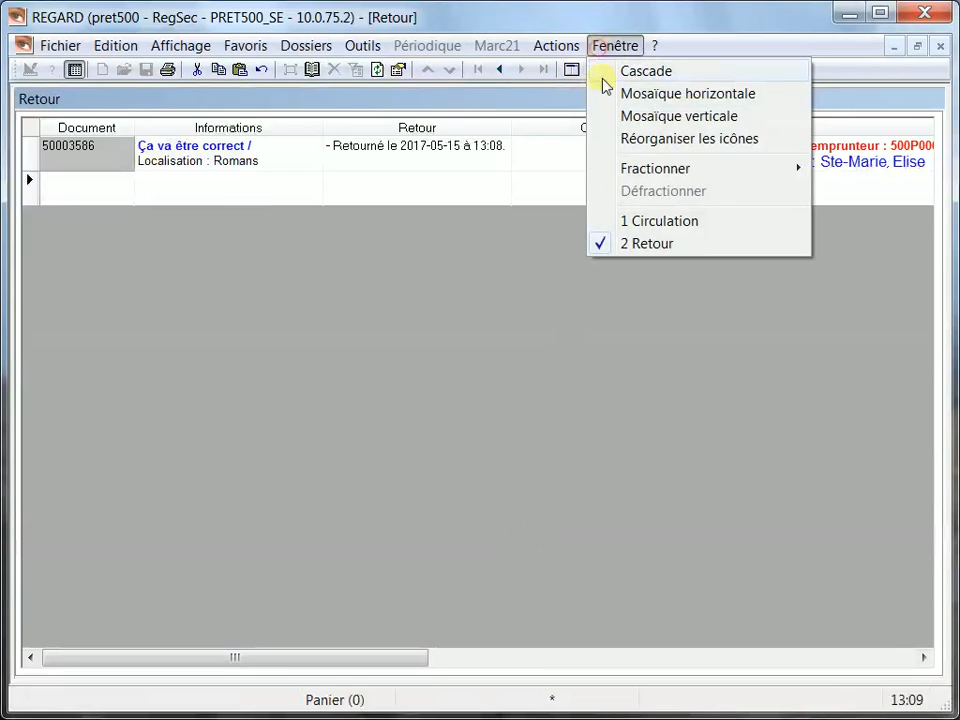 REGARD (pret500 - RegSec - PRET500_SE - 10.0.75.2) - [Retour]
Fichier Edition Affichage Favoris Dossiers Outils Périodique Marc21 Actions Fenêtre ?
Cascade
Mosaïque horizontale
Mosaïque verticale
Réorganiser les icônes
Fractionner
Défractionner
1 Circulation
2 Retour
Retour
Document Informations Retour
50003586 Ça va être correct / - Retourné le 2017-05-15 à 13:08. emprunteur : 500P00
Localisation : Romans : Ste-Marie, Elise
Panier (0) * 13:09